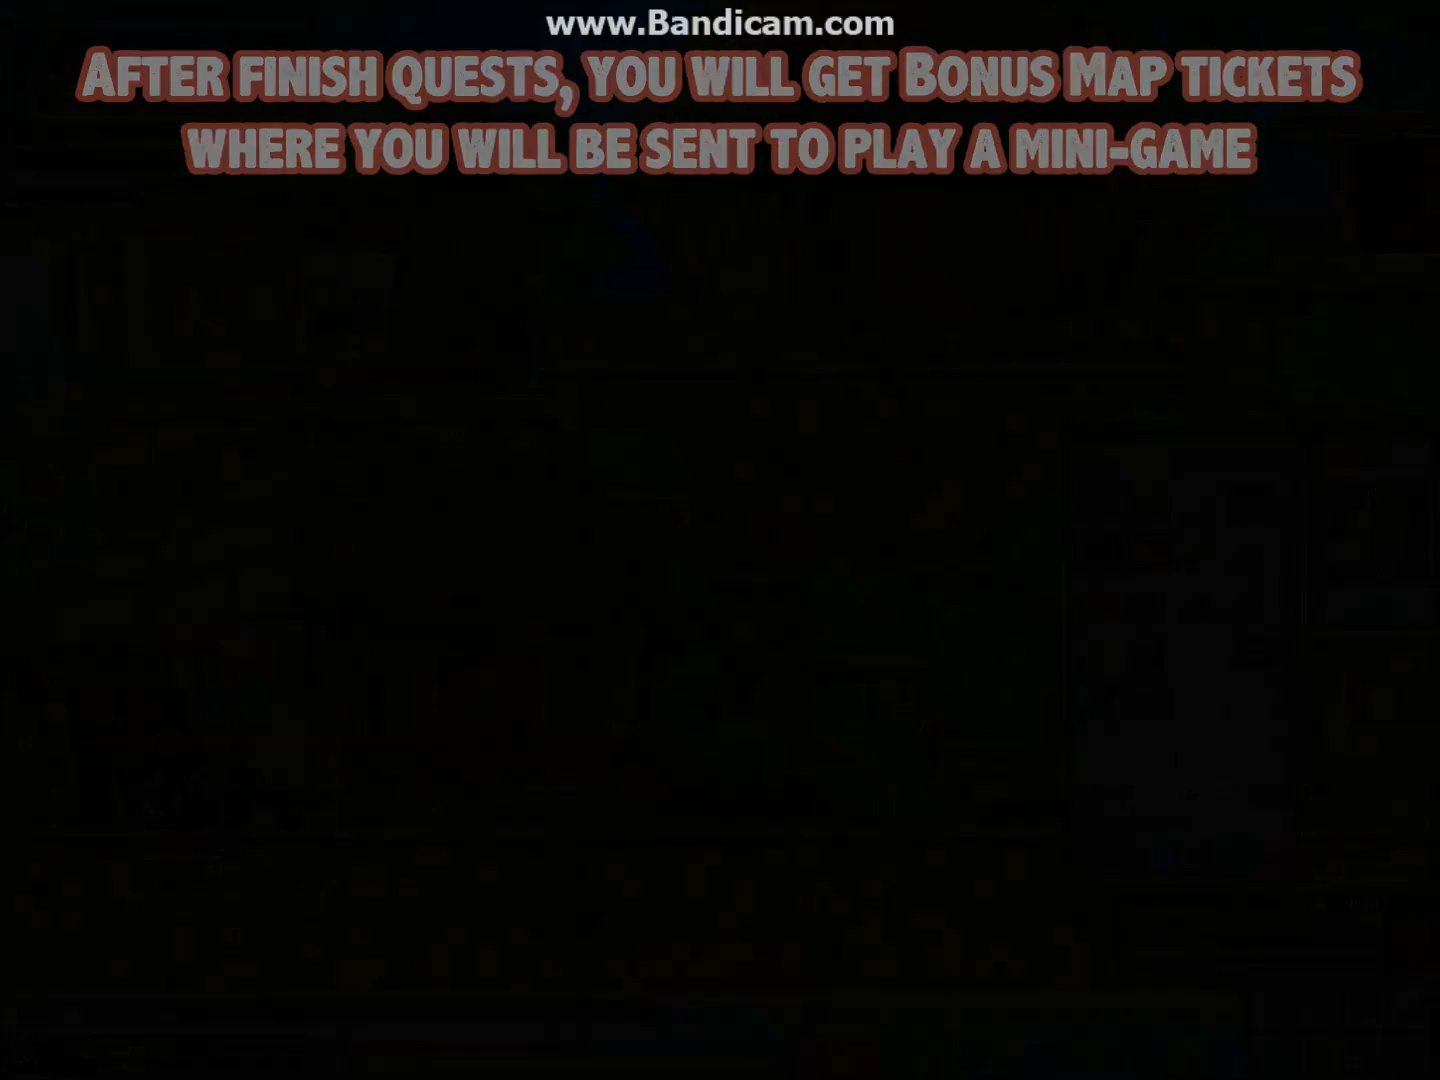 www.Bandicam.com
After finish quests, you will get Bonus Map tickets
where you will be sent to play a mini-game